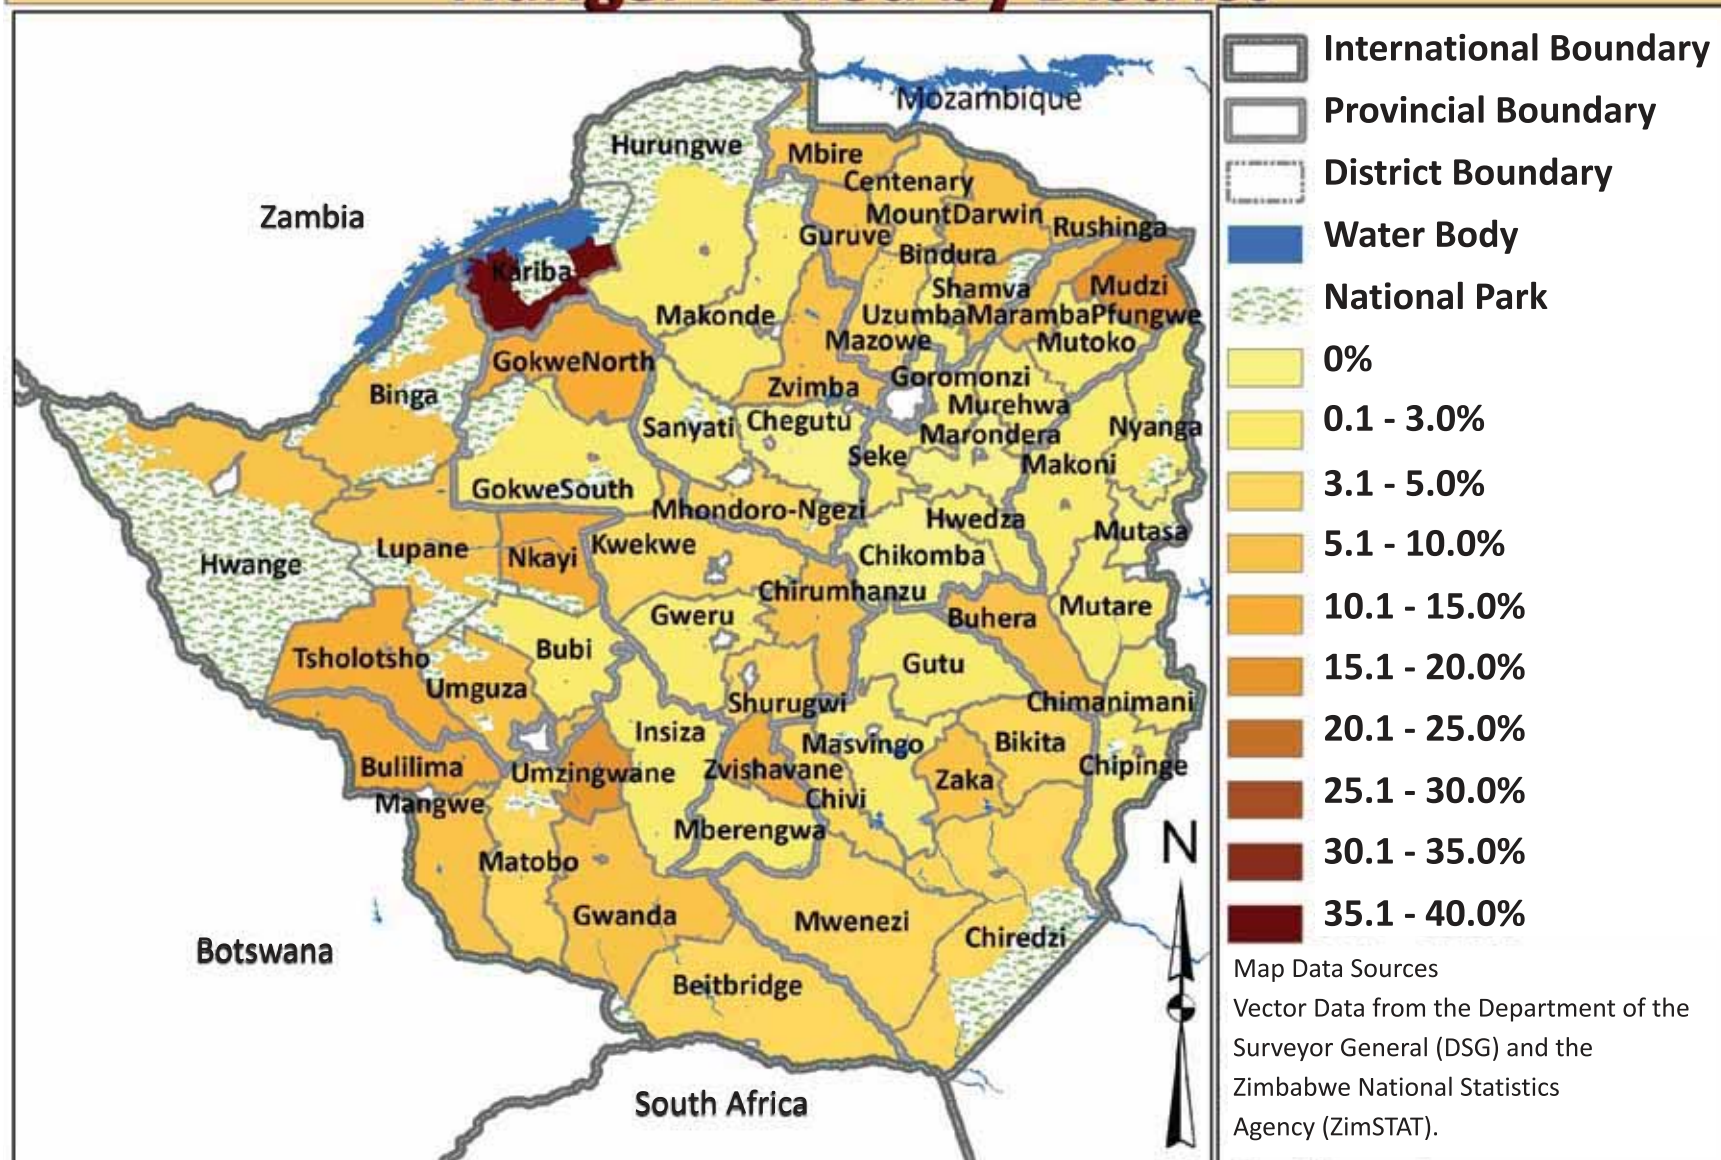 Hunger Period by District
Mozambique
Hurungwe
Mbire
Centenary
Zambia
MountDarwin
Rushinga
Guruve
Bindura
Kariba
Shamva
Mudzi
Makonde
UzumbaMarambaPfungwe
Mazowe
Mutoko
GokweNorth
Binga
Zvimba
Goromonzi
Murehwa
Sanyati
Chegutu
Marondera
Nyanga
Seke
Makoni
GokweSouth
Mhondoro-Ngezi
Hwedza
Mutasa
Hwange
Lupane
Nkayi
Kwekwe
Chikomba
Chirumhanzu
Gweru
Buhera
Mutare
Tsholotsho
Bubi
Gutu
Umguza
Shurugwi
Chimanimani
Insiza
Masvingo
Bikita
Bulilima
Umzingwane
Zvishavane
Zaka
Chipinge
Mangwe
Chivi
Mberengwa
N
Matobo
Gwanda
Mwenezi
Chiredzi
Botswana
Beitbridge
South Africa
International Boundary
Provincial Boundary
District Boundary
Water Body
National Park
0%
0.1 - 3.0%
3.1 - 5.0%
5.1 - 10.0%
10.1 - 15.0%
15.1 - 20.0%
20.1 - 25.0%
25.1 - 30.0%
30.1 - 35.0%
35.1 - 40.0%
Map Data Sources
Vector Data from the Department of the
Surveyor General (DSG) and the
Zimbabwe National Statistics
Agency (ZimSTAT).